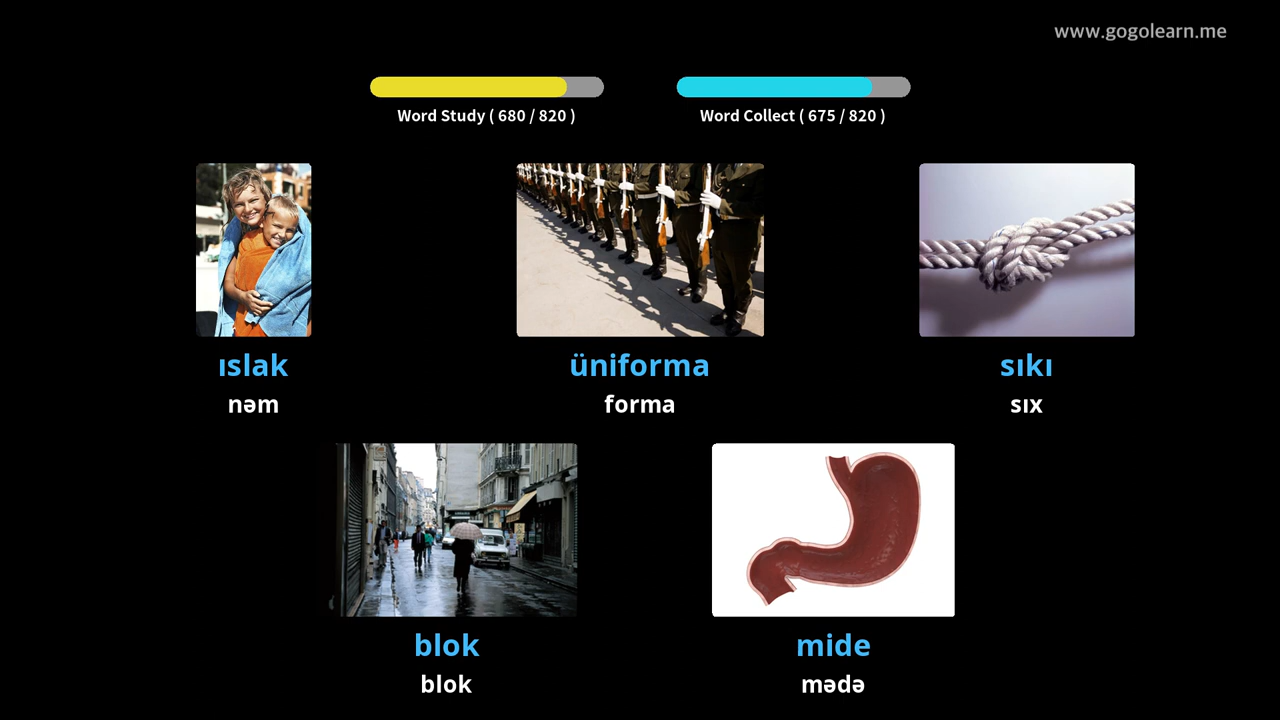 www.gogolearn.me
Word Study ( 680 / 820 )
Word Collect ( 675 / 820 )
ıslak
nəm
üniforma
forma
sıkı
sıx
blok
blok
mide
mədə